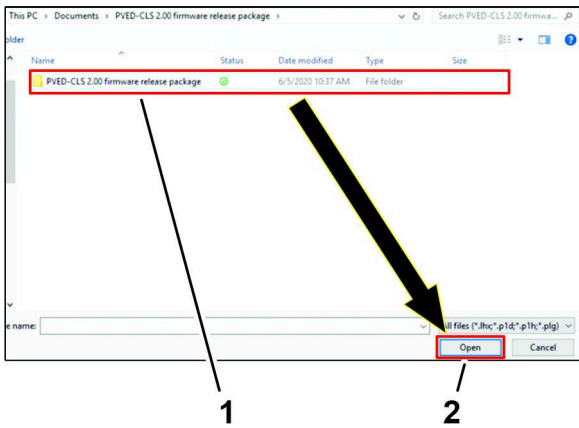 This PC > Documents > PVED-CLS 2.00 firmware release package >
Search PVED-CLS 2.00 firmwa...
older
Name Status Date modified Type Size
PVED-CLS 2.00 firmware release package 6/5/2020 10:37 AM File folder
e name:
ll files (*.lhx;*.p1d;*.p1h;*.plg)
Open Cancel
1 2